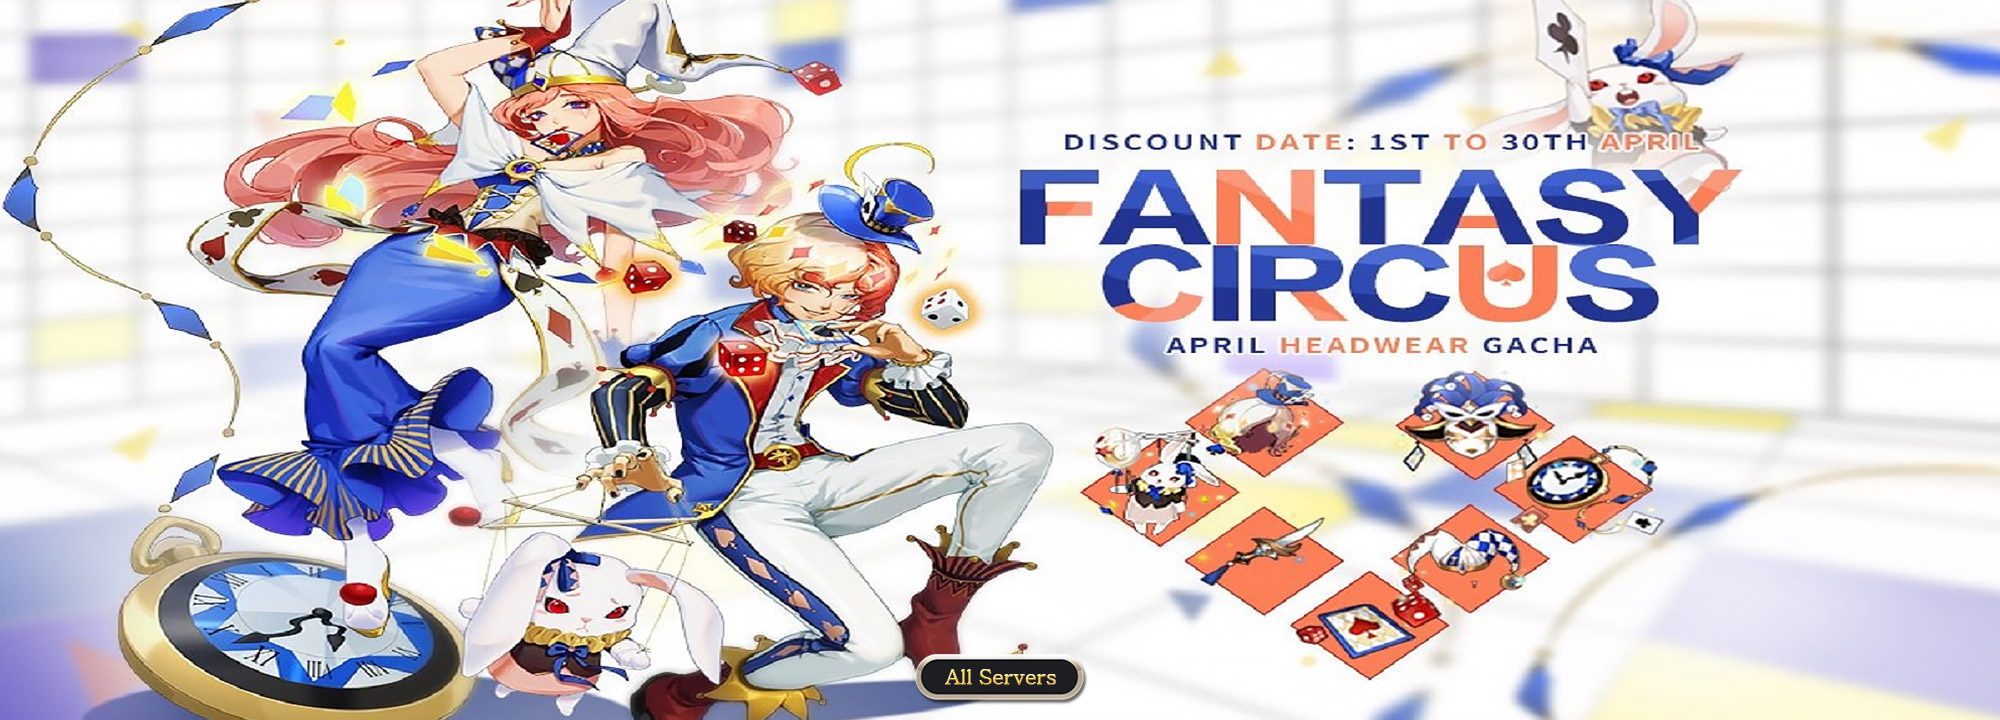 DISCOUNT DATE: 1ST TO 30TH APRIL
FANTASY
CIRCUS
APRIL HEADWEAR GACHA
All Servers